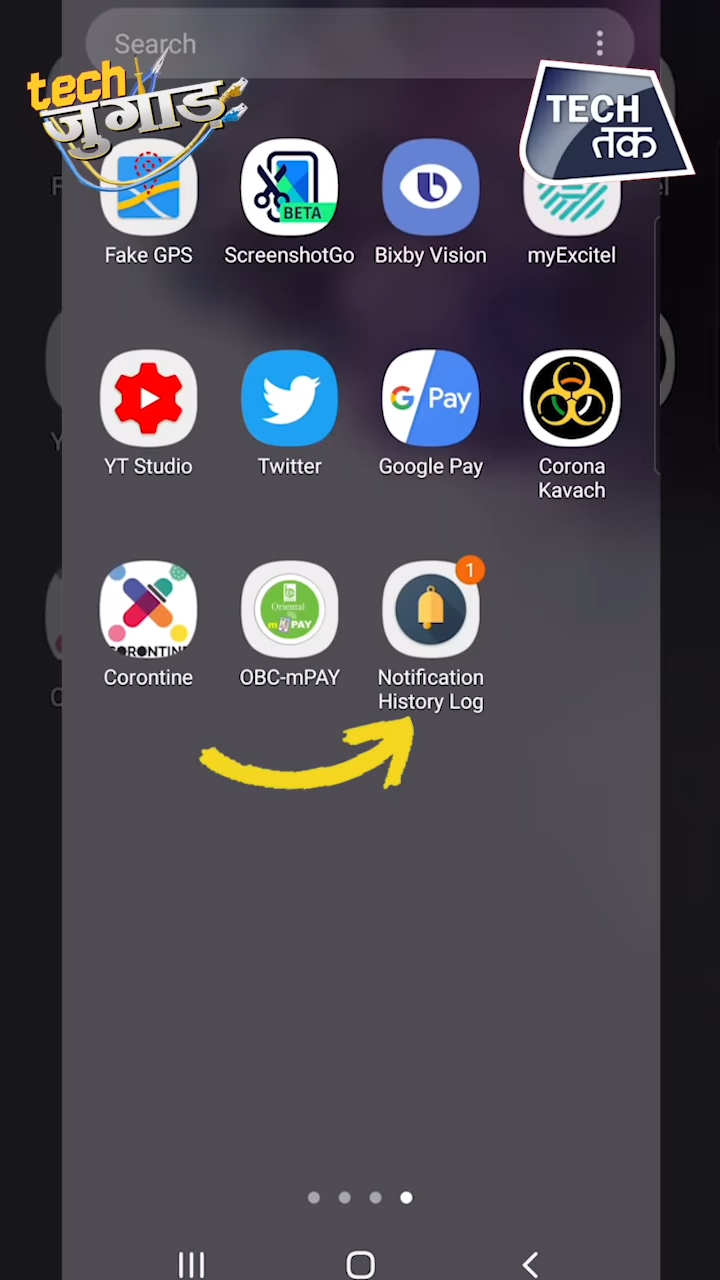 Search
tech
जुगाड़
TECH
तक
BETA
Fake GPS
ScreenshotGo
Bixby Vision
myExcitel
G Pay
YT Studio
Twitter
Google Pay
Corona
Kavach
1
Oriental
mPAY
CORONTINE
Corontine
OBC-mPAY
Notification
History Log